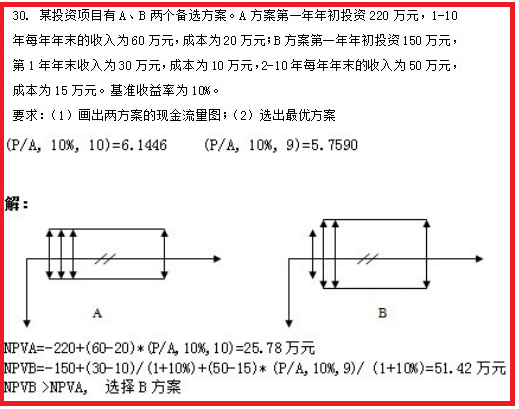 30. 某投资项目有A、B两个备选方案。A方案第一年年初投资220万元,1-10
年每年年末的收入为60万元,成本为20万元;B方案第一年年初投资150万元,
第1年年末收入为30万元,成本为10万元,2-10年每年年末的收入为50万元,
成本为15万元。基准收益率为10%。
要求:(1)画出两方案的现金流量图;(2)选出最优方案
(P/A, 10%, 10)=6.1446 (P/A, 10%, 9)=5.7590
解:
A
B
NPVA=-220+(60-20)*(P/A,10%,10)=25.78万元
NPVB=-150+(30-10)/(1+10%)+(50-15)* (P/A,10%,9)/ (1+10%)=51.42万元
NPVB >NPVA, 选择B方案